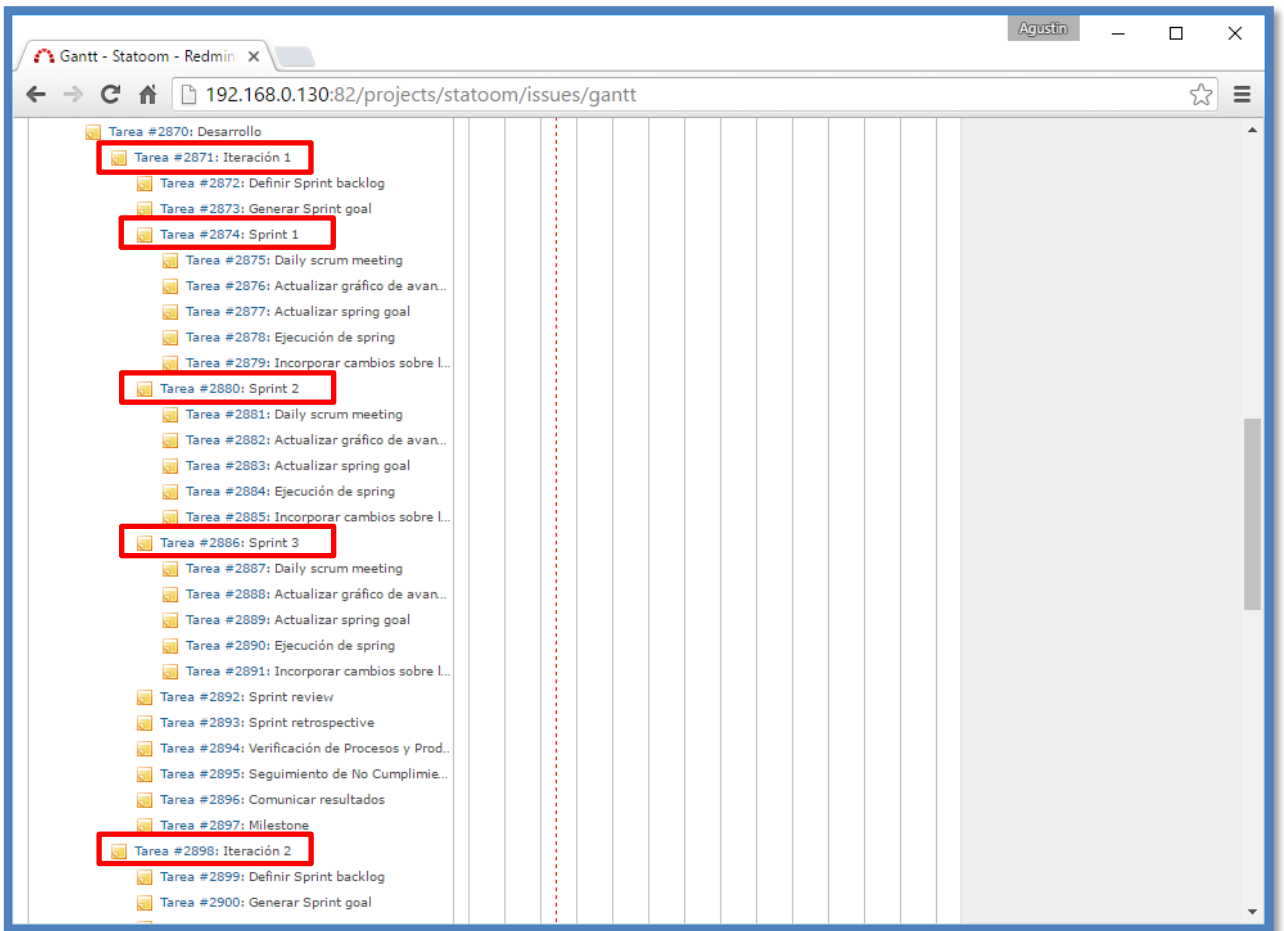 Agustin
Gantt - Statoom - Redmin
192.168.0.130:82/projects/statoom/issues/gantt
Tarea #2870: Desarrollo
Tarea #2871: Iteración 1
Tarea #2872: Definir Sprint backlog
Tarea #2873: Generar Sprint goal
Tarea #2874: Sprint 1
Tarea #2875: Daily scrum meeting
Tarea #2876: Actualizar gráfico de avan...
Tarea #2877: Actualizar spring goal
Tarea #2878: Ejecución de spring
Tarea #2879: Incorporar cambios sobre l...
Tarea #2880: Sprint 2
Tarea #2881: Daily scrum meeting
Tarea #2882: Actualizar gráfico de avan...
Tarea #2883: Actualizar spring goal
Tarea #2884: Ejecución de spring
Tarea #2885: Incorporar cambios sobre l...
Tarea #2886: Sprint 3
Tarea #2887: Daily scrum meeting
Tarea #2888: Actualizar gráfico de avan...
Tarea #2889: Actualizar spring goal
Tarea #2890: Ejecución de spring
Tarea #2891: Incorporar cambios sobre l...
Tarea #2892: Sprint review
Tarea #2893: Sprint retrospective
Tarea #2894: Verificación de Procesos y Prod..
Tarea #2895: Seguimiento de No Cumplimie...
Tarea #2896: Comunicar resultados
Tarea #2897: Milestone
Tarea #2898: Iteración 2
Tarea #2899: Definir Sprint backlog
Tarea #2900: Generar Sprint goal